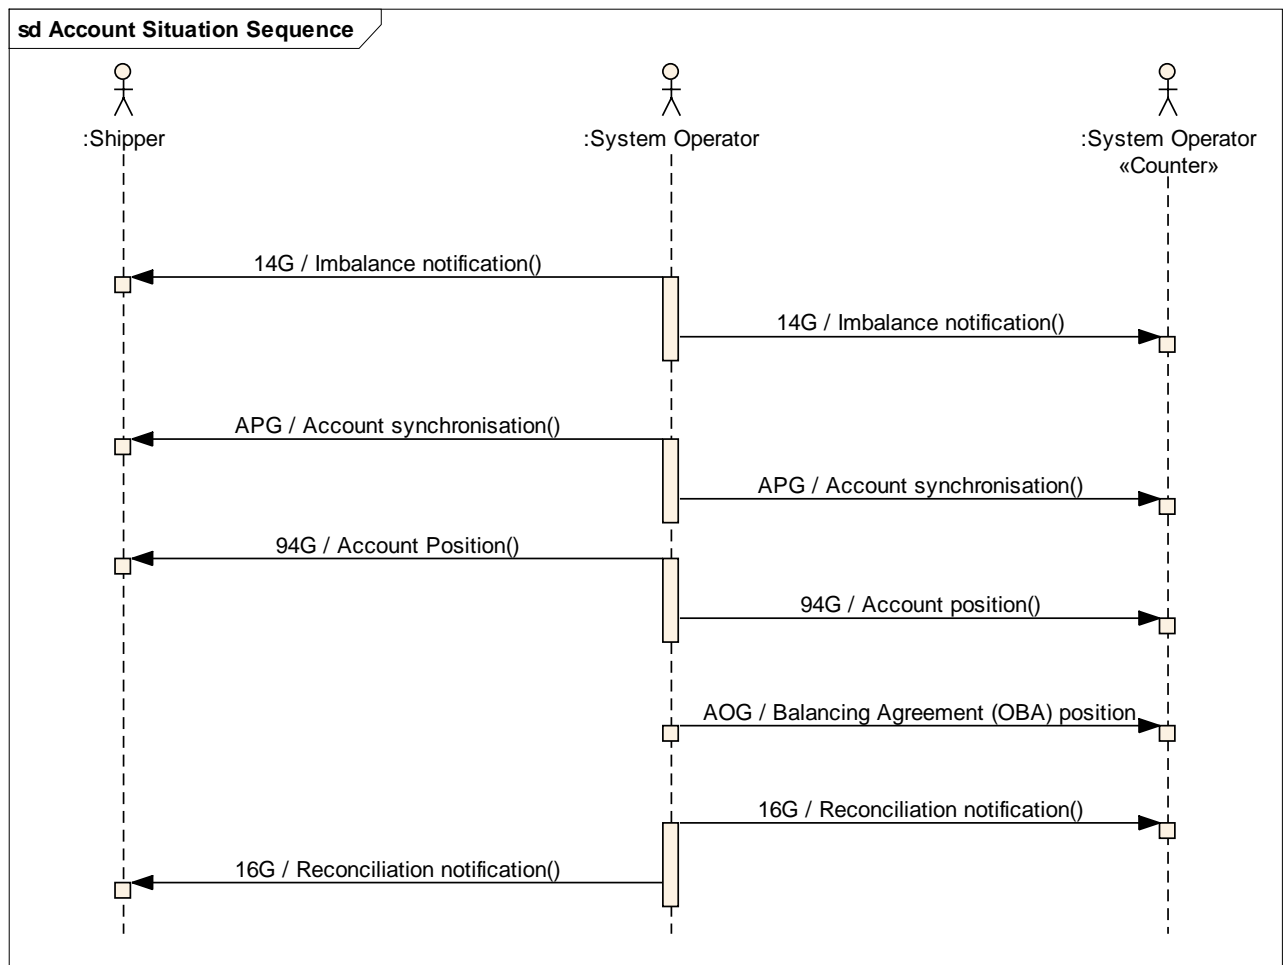 sd Account Situation Sequence
:Shipper
:System Operator
:System Operator
«Counter»
14G / Imbalance notification()
14G / Imbalance notification()
APG / Account synchronisation()
APG / Account synchronisation()
94G / Account Position()
94G / Account position()
AOG / Balancing Agreement (OBA) position
16G / Reconciliation notification()
16G / Reconciliation notification()